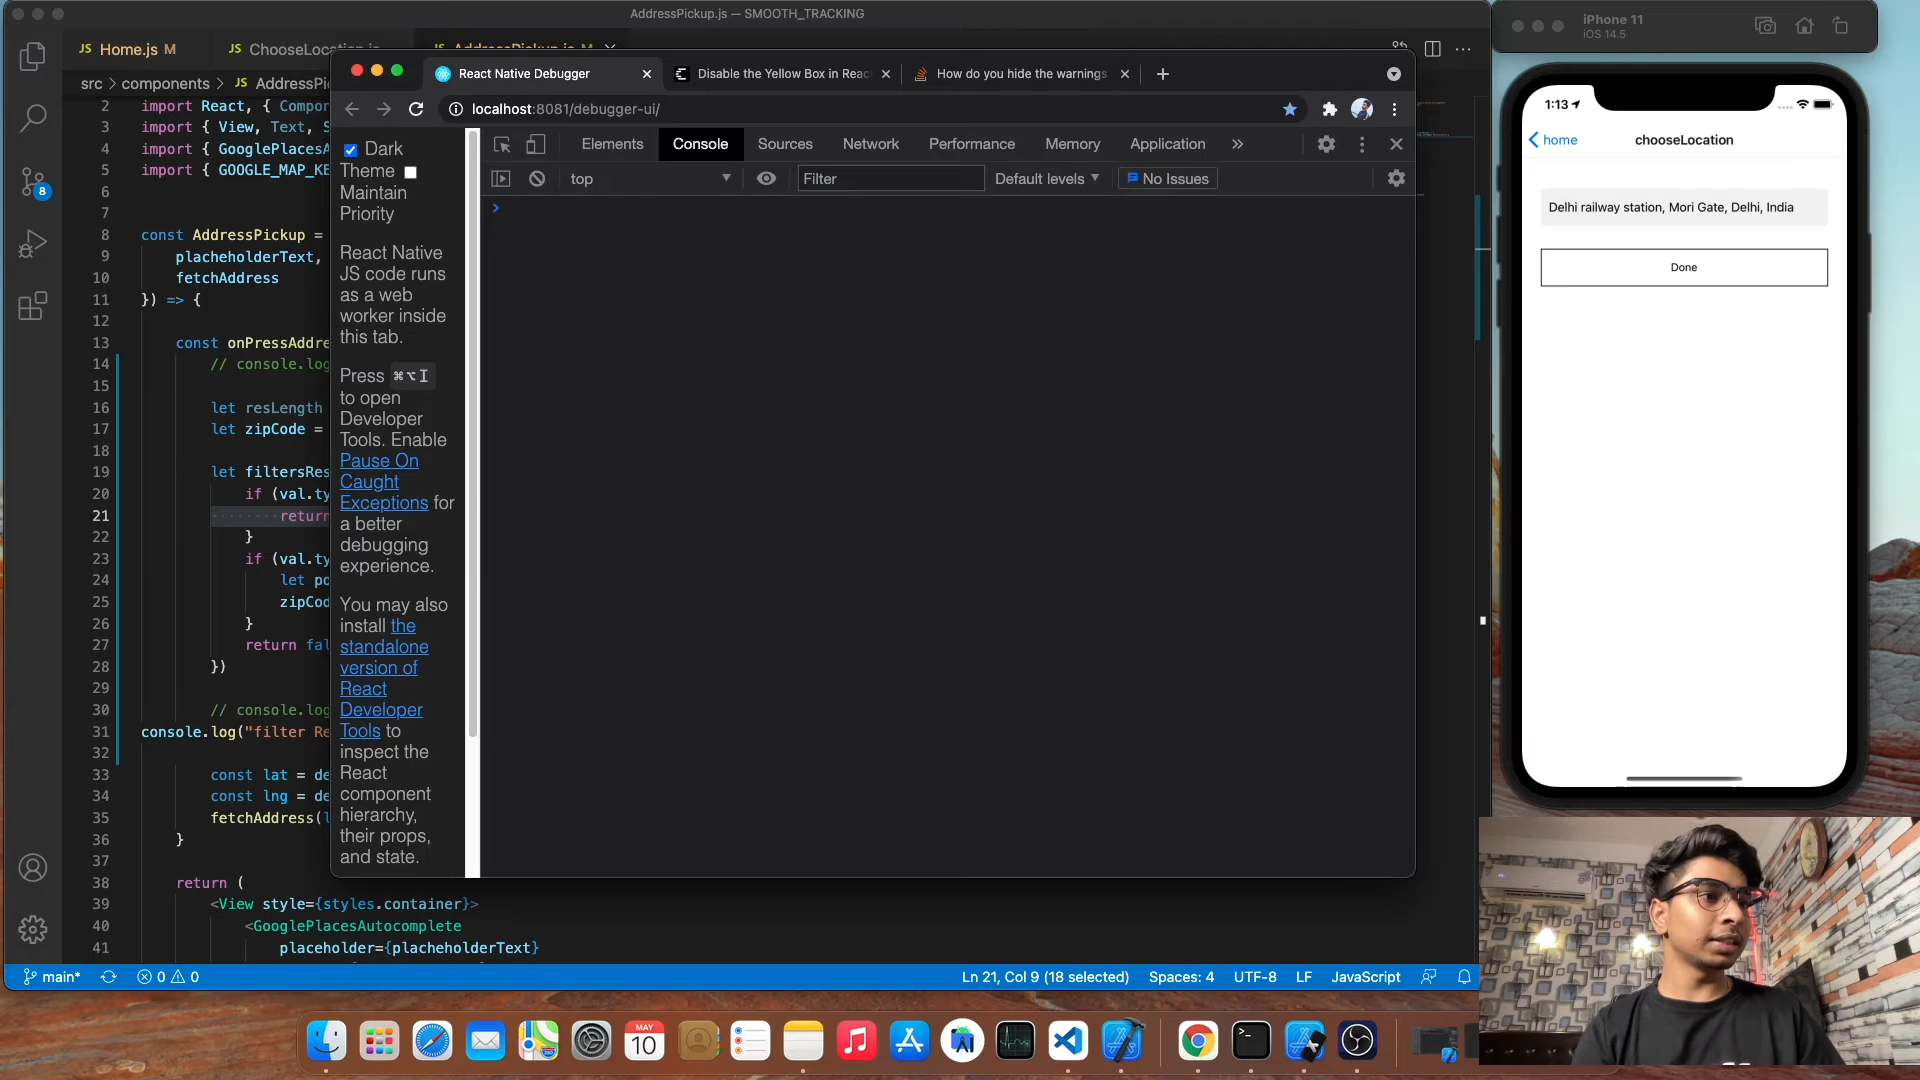 AddressPickup.js — SMOOTH_TRACKING
JS Home.js M
JS ChooseLocation.js
JS AddressPickup.js M
src > components > JS AddressPi
2 import React, { Compon
3 import { View, Text, S
4 import { GooglePlacesA
5 import { GOOGLE_MAP_KE
6
7
8 const AddressPickup =
9 placheholderText,
10 fetchAddress
11 }) => {
12
13 const onPressAddre
14 // console.log
15
16 let resLength
17 let zipCode =
18
19 let filtersRes
20 if (val.ty
21 return
22 }
23 if (val.ty
24 let po
25 zipCod
26 }
27 return fal
28 })
29
30 // console.log
31 console.log("filter Re
32
33 const lat = de
34 const lng = de
35 fetchAddress(l
36 }
37
38 return (
39 <View style={styles.container}>
40 <GooglePlacesAutocomplete
41 placeholder={placheholderText}
8
main* 0 0
Ln 21, Col 9 (18 selected) Spaces: 4 UTF-8 LF JavaScript
React Native Debugger
Disable the Yellow Box in Reac
How do you hide the warnings
localhost:8081/debugger-ui/
Dark
Theme
Maintain
Priority
React Native
JS code runs
as a web
worker inside
this tab.
Press ⌘⌥I
to open
Developer
Tools. Enable
Pause On
Caught
Exceptions for
a better
debugging
experience.
You may also
install the
standalone
version of
React
Developer
Tools to
inspect the
React
component
hierarchy,
their props,
and state.
Elements Console Sources Network Performance Memory Application »
top Filter Default levels No Issues
>
iPhone 11
iOS 14.5
1:13
home chooseLocation
Delhi railway station, Mori Gate, Delhi, India
Done
MAY
10